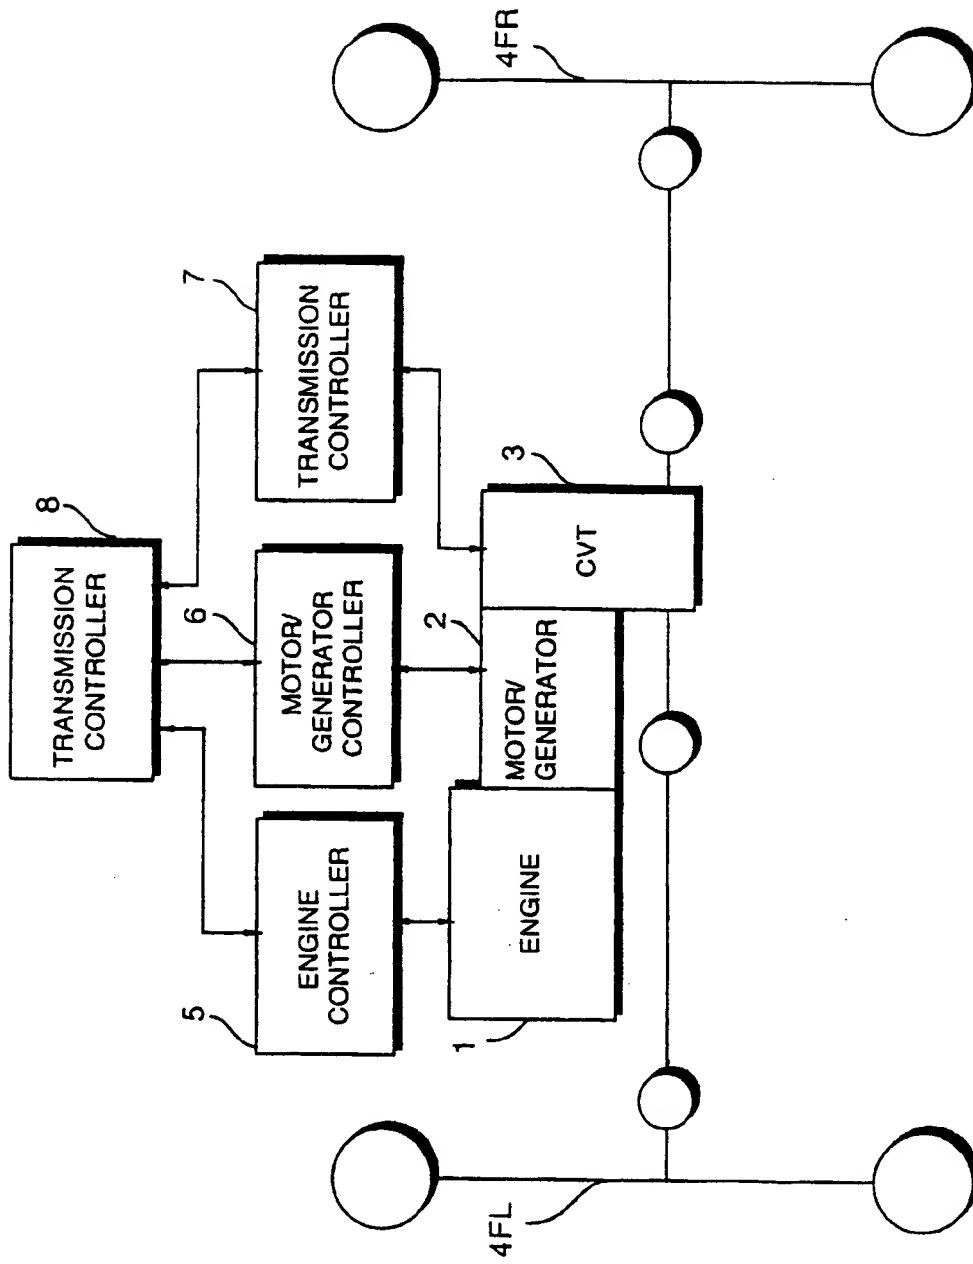 8
TRANSMISSION
CONTROLLER
5
ENGINE
CONTROLLER
6
MOTOR/
GENERATOR
CONTROLLER
7
TRANSMISSION
CONTROLLER
1
ENGINE
2
MOTOR/
GENERATOR
3
CVT
4FL
4FR